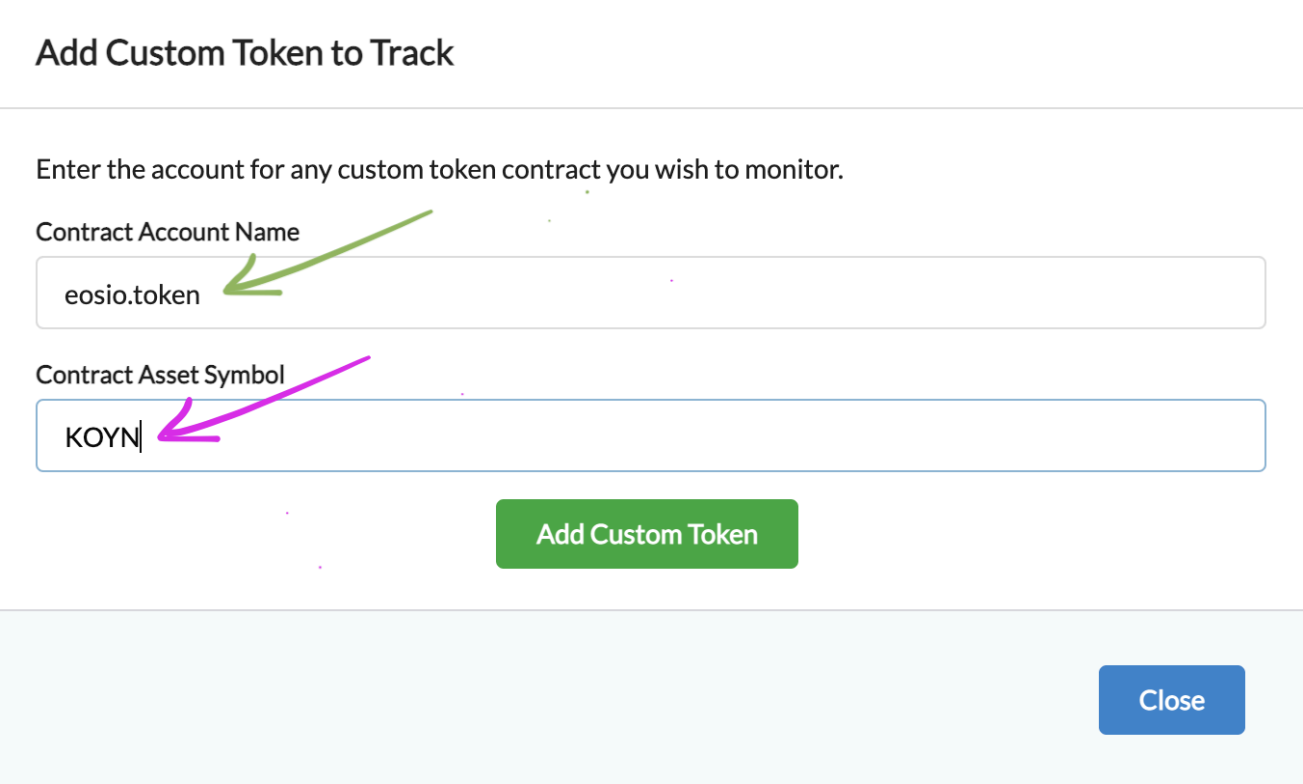 Add Custom Token to Track
Enter the account for any custom token contract you wish to monitor.
Contract Account Name
eosio.token
Contract Asset Symbol
KOYN
Add Custom Token
Close